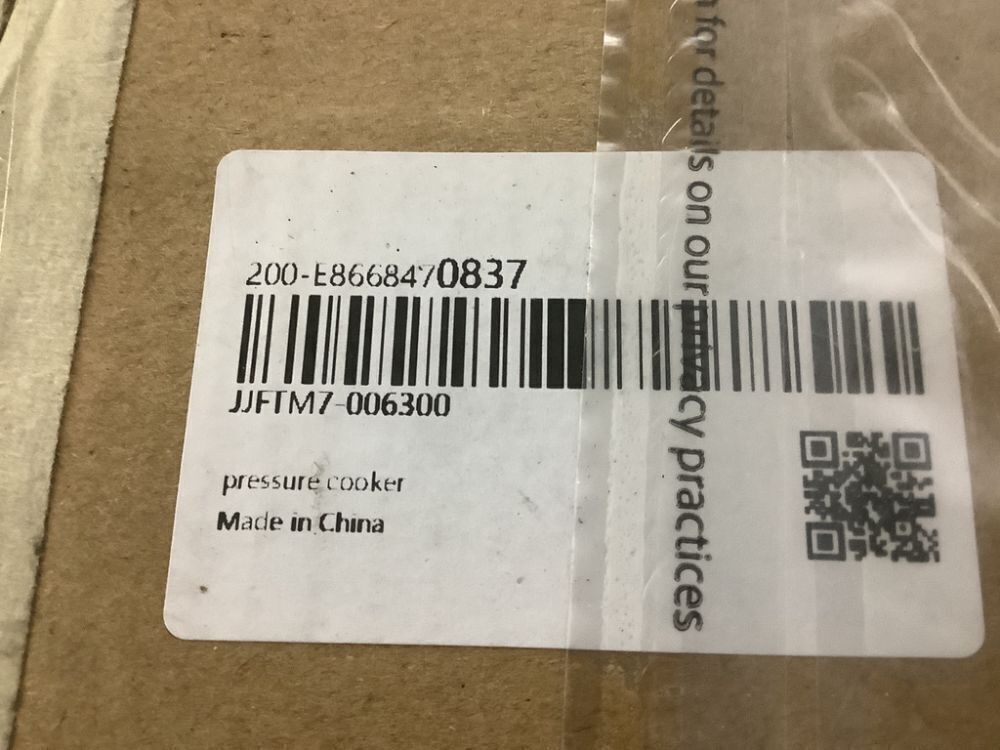 200-E8668470837
JJFTM7-006300
pressure cooker
Made in China
for details on our privacy practices